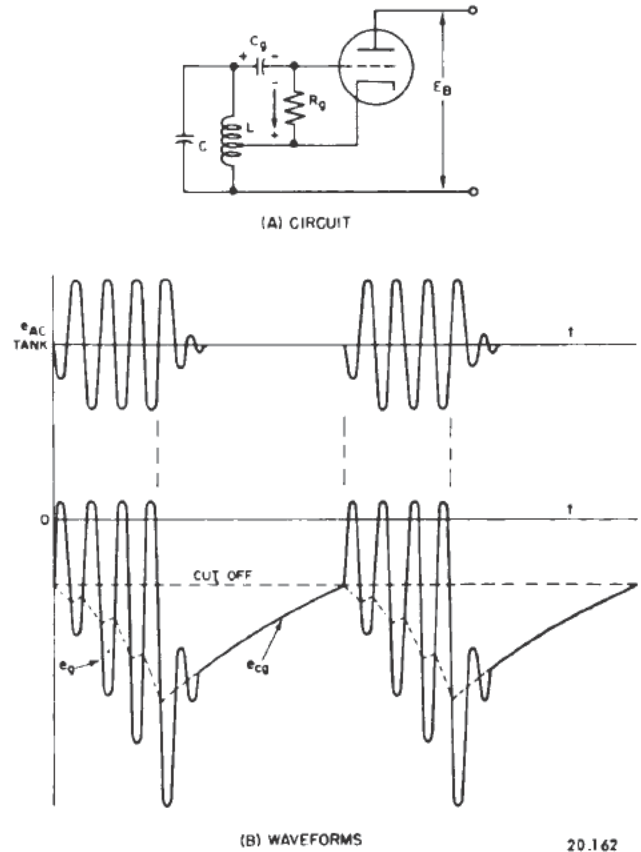 Cg
+ -
-
Rg
+
L
C
EB
(A) CIRCUIT
eAC
TANK
t
0
t
CUT OFF
eg
ecg
(B) WAVEFORMS
20.162